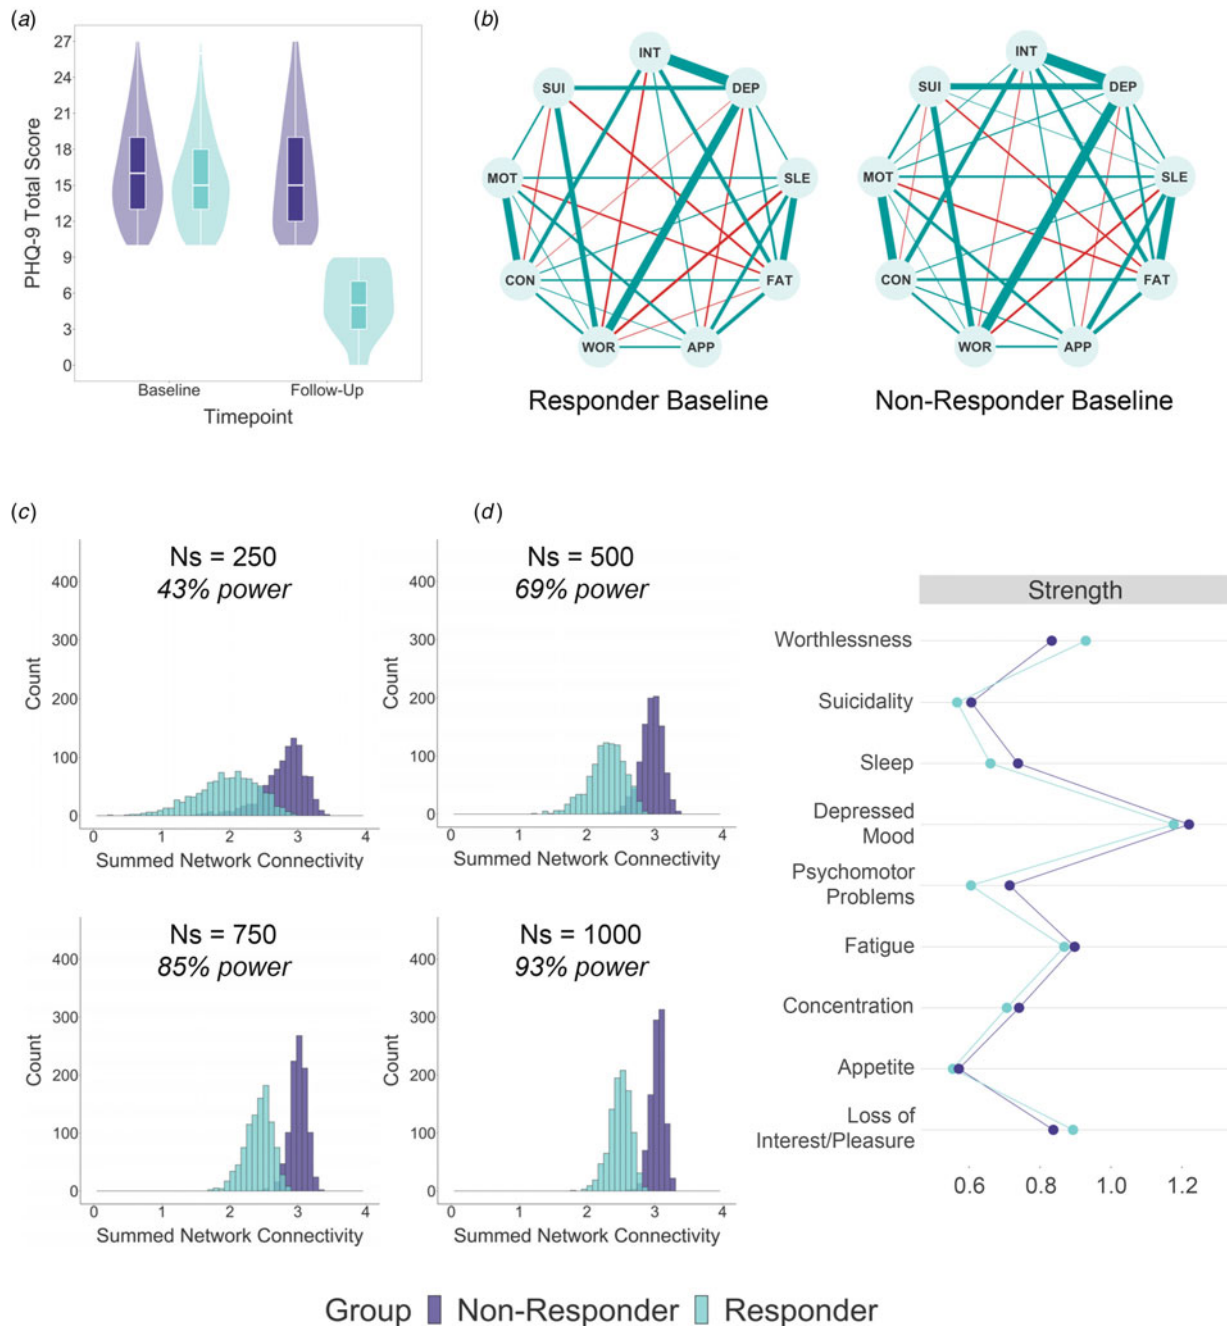 (a)
PHQ-9 Total Score
27
24
21
18
15
12
9
6
3
0
Baseline
Follow-Up
Timepoint
(b)
INT
SUI
DEP
MOT
SLE
CON
FAT
WOR
APP
Responder Baseline
INT
SUI
DEP
MOT
SLE
CON
FAT
WOR
APP
Non-Responder Baseline
(c)
Ns = 250
43% power
Count
400
300
200
100
0
0 1 2 3 4
Summed Network Connectivity
Ns = 500
69% power
Count
400
300
200
100
0
0 1 2 3 4
Summed Network Connectivity
Ns = 750
85% power
Count
400
300
200
100
0
0 1 2 3 4
Summed Network Connectivity
Ns = 1000
93% power
Count
400
300
200
100
0
0 1 2 3 4
Summed Network Connectivity
(d)
Strength
Worthlessness
Suicidality
Sleep
Depressed
Mood
Psychomotor
Problems
Fatigue
Concentration
Appetite
Loss of
Interest/Pleasure
0.6 0.8 1.0 1.2
Group Non-Responder Responder